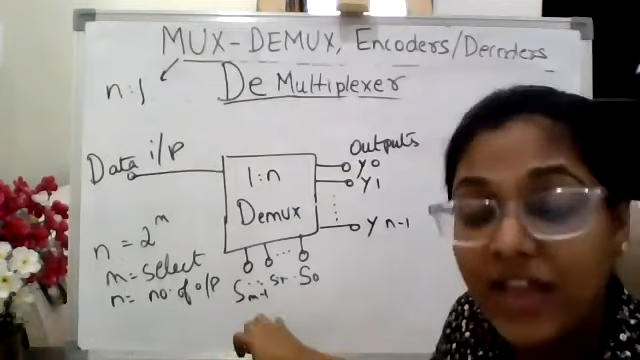 MUX-DEMUX, Encoders/Decoders
n:1
De Multiplexer
Data i/p
1:n
Demux
Outputs
y0
y1
y n-1
n = 2^m
m = select
n = no. of o/p
Sm-1 ... S1 . S0